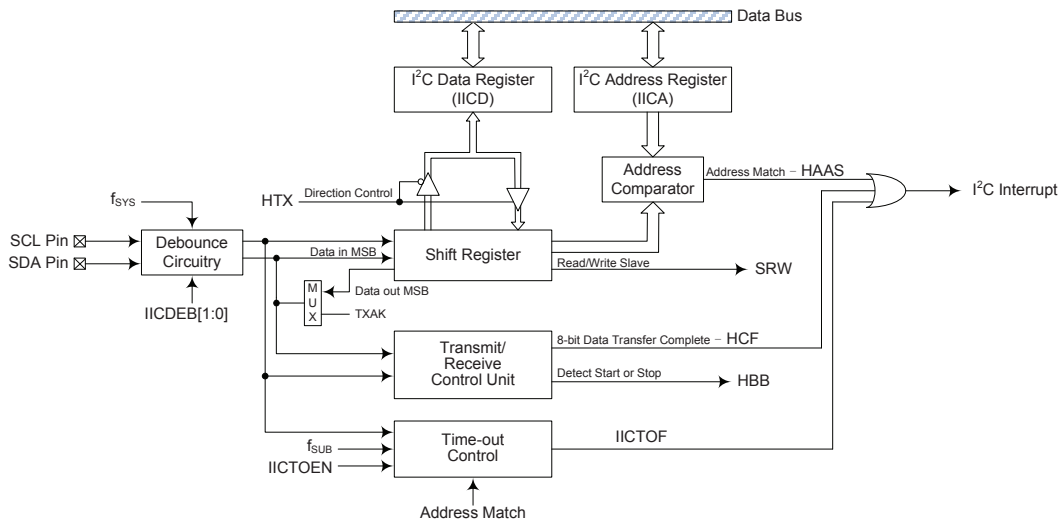 Data Bus
I²C Data Register
(IICD)
I²C Address Register
(IICA)
Address
Comparator
Address Match – HAAS
I²C Interrupt
HTX
Direction Control
fSYS
SCL Pin
SDA Pin
Debounce
Circuitry
IICDEB[1:0]
Data in MSB
Shift Register
Read/Write Slave
SRW
M
U
X
Data out MSB
TXAK
Transmit/
Receive
Control Unit
8-bit Data Transfer Complete – HCF
Detect Start or Stop
HBB
fSUB
IICTOEN
Time-out
Control
IICTOF
Address Match